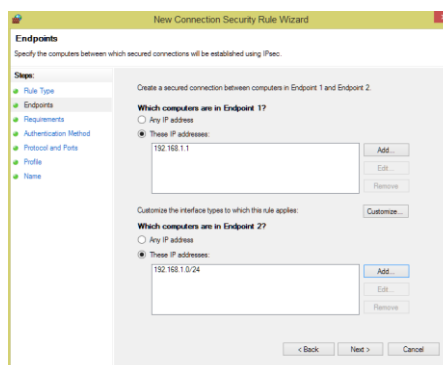 New Connection Security Rule Wizard
Endpoints
Specify the computers between which secured connections will be established using IPsec.
Steps:
Rule Type
Endpoints
Requirements
Authentication Method
Protocol and Ports
Profile
Name
Create a secured connection between computers in Endpoint 1 and Endpoint 2.
Which computers are in Endpoint 1?
Any IP address
These IP addresses:
192.168.1.1
Add...
Edit...
Remove
Customize the interface types to which this rule applies:
Customize...
Which computers are in Endpoint 2?
Any IP address
These IP addresses:
192.168.1.0/24
Add...
Edit...
Remove
< Back
Next >
Cancel